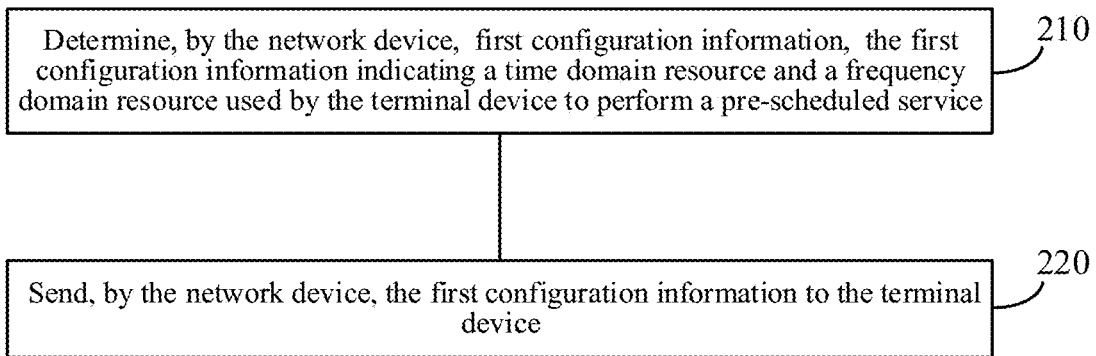 210
Determine, by the network device, first configuration information, the first
configuration information indicating a time domain resource and a frequency
domain resource used by the terminal device to perform a pre-scheduled service
220
Send, by the network device, the first configuration information to the terminal
device